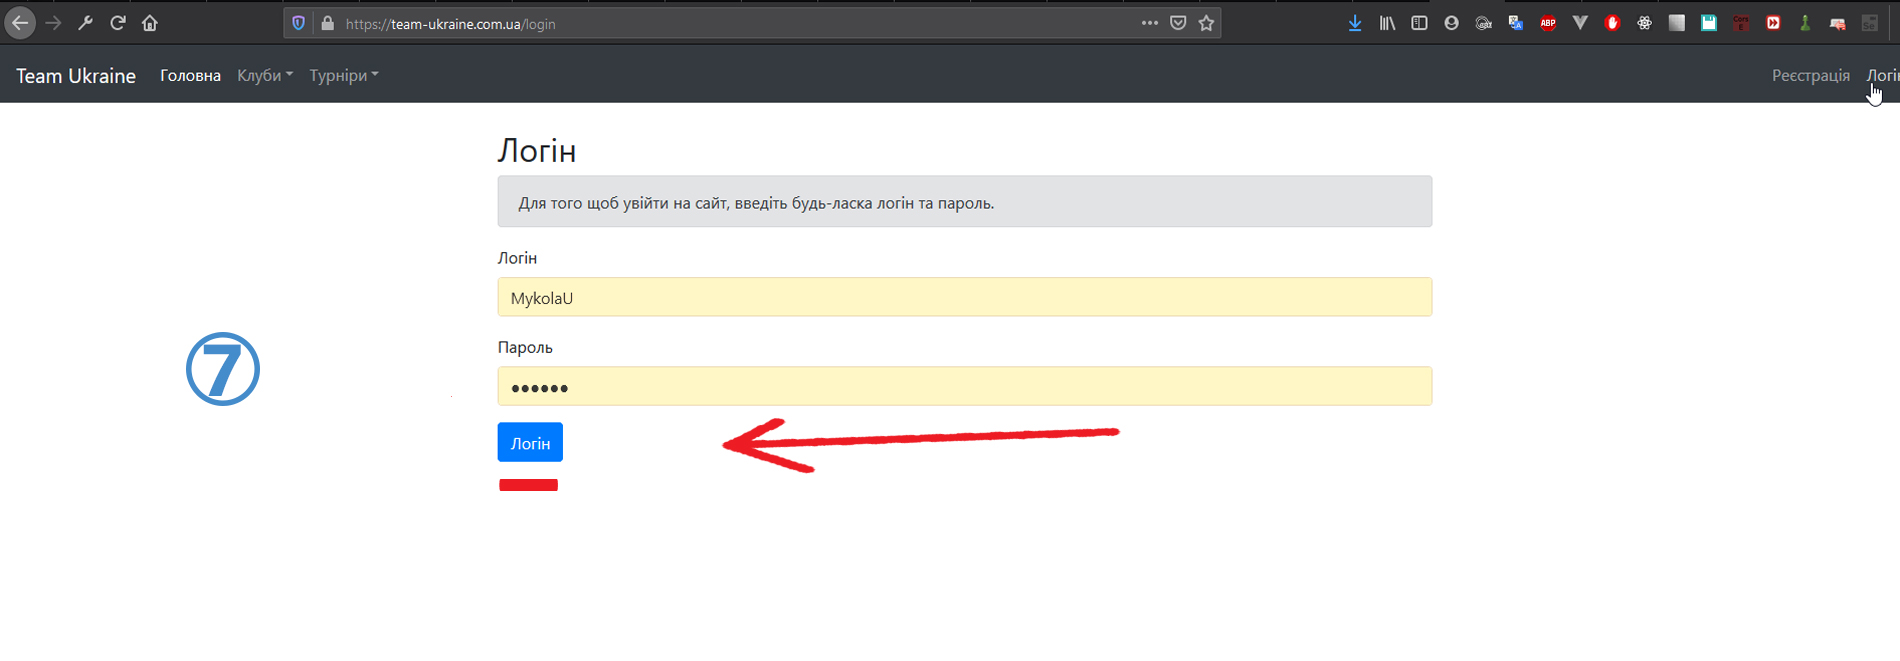 https://team-ukraine.com.ua/login
Team Ukraine Головна Клуби Турніри Реєстрація
Логін
Для того щоб увійти на сайт, введіть будь-ласка логін та пароль.
Логін
MykolaU
7
Пароль
Логін
ABP